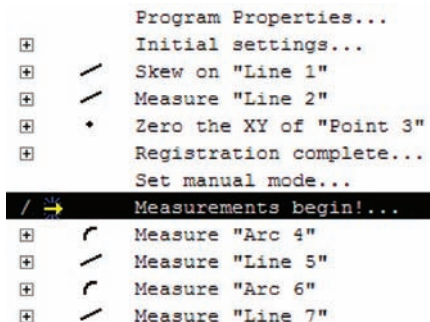 Program Properties...
Initial settings...
Skew on "Line 1"
Measure "Line 2"
Zero the XY of "Point 3"
Registration complete...
Set manual mode...
Measurements begin!...
Measure "Arc 4"
Measure "Line 5"
Measure "Arc 6"
Measure "Line 7"